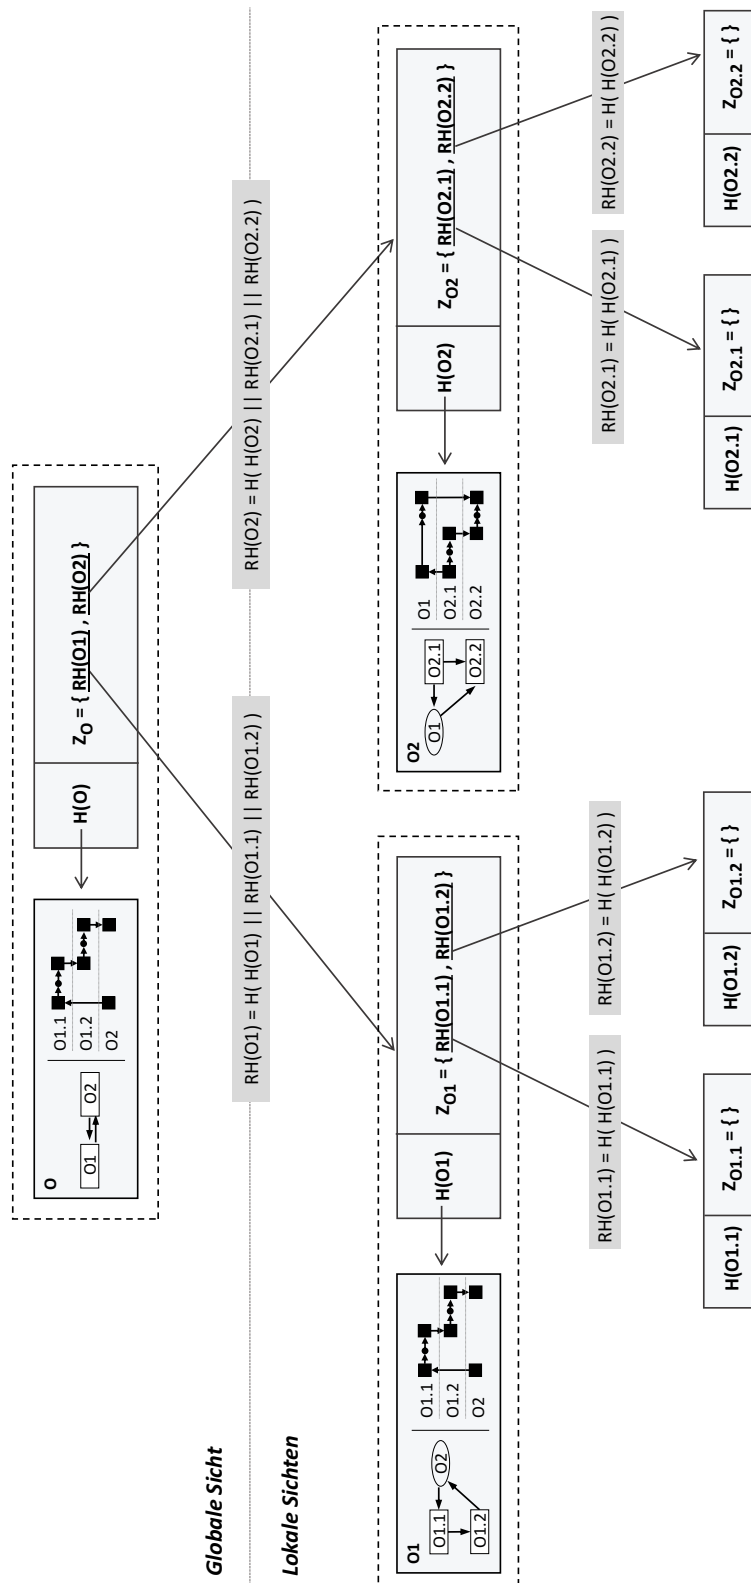 Globale Sicht
Lokale Sichten
O
O1
O2
O1.1
O1.2
O2
H(O)
Z_O = { RH(O1) , RH(O2) }
RH(O1) = H( H(O1) || RH(O1.1) || RH(O1.2) )
RH(O2) = H( H(O2) || RH(O2.1) || RH(O2.2) )
O1
O1.1
O1.2
O2
O1.1
O1.2
O2
H(O1)
Z_O1 = { RH(O1.1) , RH(O1.2) }
O2
O1
O2.1
O2.2
O1
O2.1
O2.2
H(O2)
Z_O2 = { RH(O2.1) , RH(O2.2) }
RH(O1.1) = H( H(O1.1) )
RH(O1.2) = H( H(O1.2) )
RH(O2.1) = H( H(O2.1) )
RH(O2.2) = H( H(O2.2) )
H(O1.1)
Z_O1.1 = { }
H(O1.2)
Z_O1.2 = { }
H(O2.1)
Z_O2.1 = { }
H(O2.2)
Z_O2.2 = { }